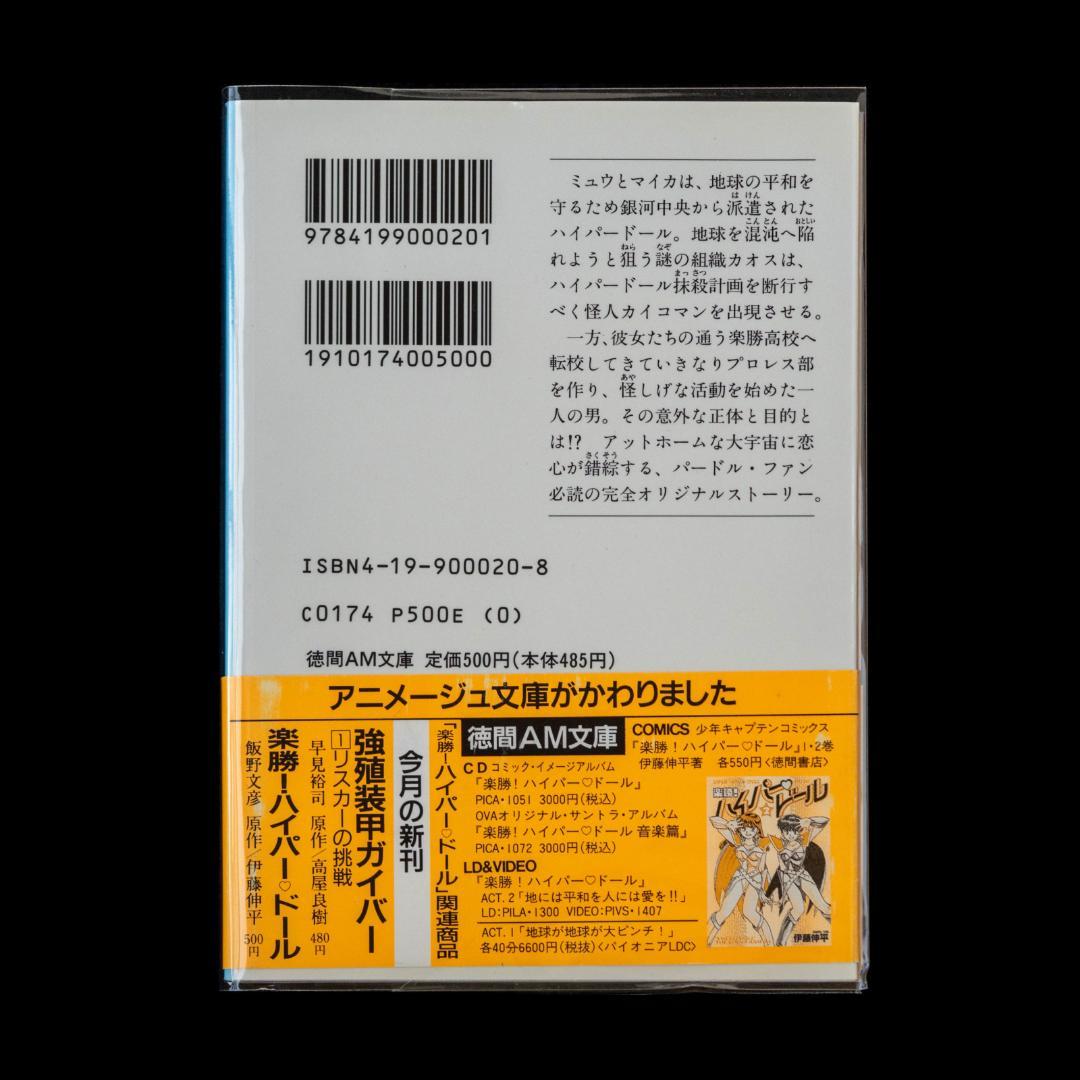 9784199000201
1910174005000
ミュウとマイカは、地球の平和を
守るため銀河中央から派遣された
ハイパードール。地球を混沌へ陥
れようと狙う謎の組織カオスは、
ハイパードール抹殺計画を断行す
べく怪人カイコマンを出現させる。
一方、彼女たちの通う楽勝高校へ
転校してきていきなりプロレス部
を作り、怪しげな活動を始めた一
人の男。その意外な正体と目的と
は!? アットホームな大宇宙に恋
心が錯綜する、パードル・ファン
必読の完全オリジナルストーリー。
ISBN4-19-900020-8
C0174 P500E (0)
徳間AM文庫 定価500円(本体485円)
アニメージュ文庫がかわりました
徳間AM文庫
「楽勝!ハイパー♡ドール」関連商品
CD コミック・イメージアルバム
『楽勝!ハイパー♡ドール』
PICA・1051 3000円(税込)
OVAオリジナル・サントラ・アルバム
『楽勝!ハイパー♡ドール 音楽篇』
PICA・1072 3000円(税込)
LD&VIDEO
『楽勝!ハイパー♡ドール』
ACT.2「地には平和を人には愛を!!」
LD:PILA・1300 VIDEO:PIVS・1407
ACT.1「地球が地球が大ピンチ!」
各40分6600円(税抜)<パイオニアLDC>
COMICS 少年キャプテンコミックス
『楽勝!ハイパー♡ドール』1・2巻
伊藤伸平著 各550円<徳間書店>
楽勝!
ハイパー♡ドール
2
伊藤伸平
今月の新刊
強殖装甲ガイバー
1リスカーの挑戦
早見裕司 原作/高屋良樹 480円
楽勝!ハイパー♡ドール
飯野文彦 原作/伊藤伸平 500円